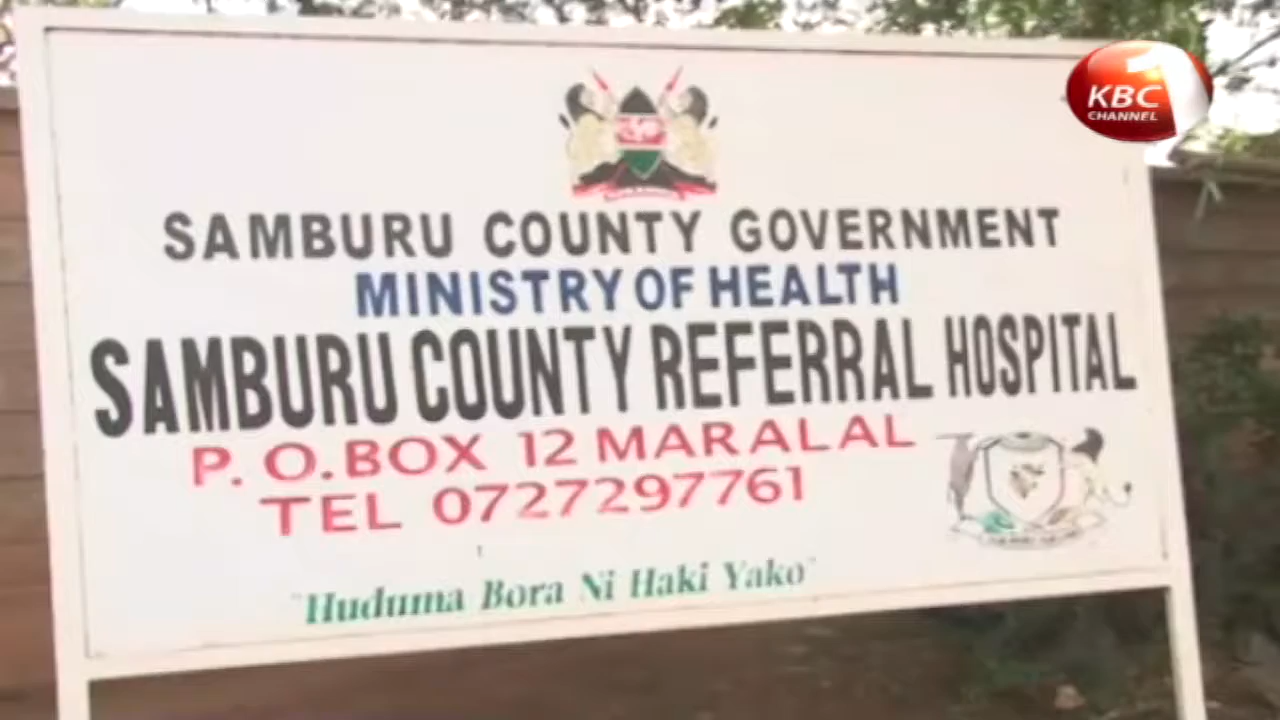 KBC 1
CHANNEL
SAMBURU COUNTY GOVERNMENT
MINISTRY OF HEALTH
SAMBURU COUNTY REFERRAL HOSPITAL
P. O. BOX 12 MARALAL
TEL 0727297761
"Huduma Bora Ni Haki Yako"